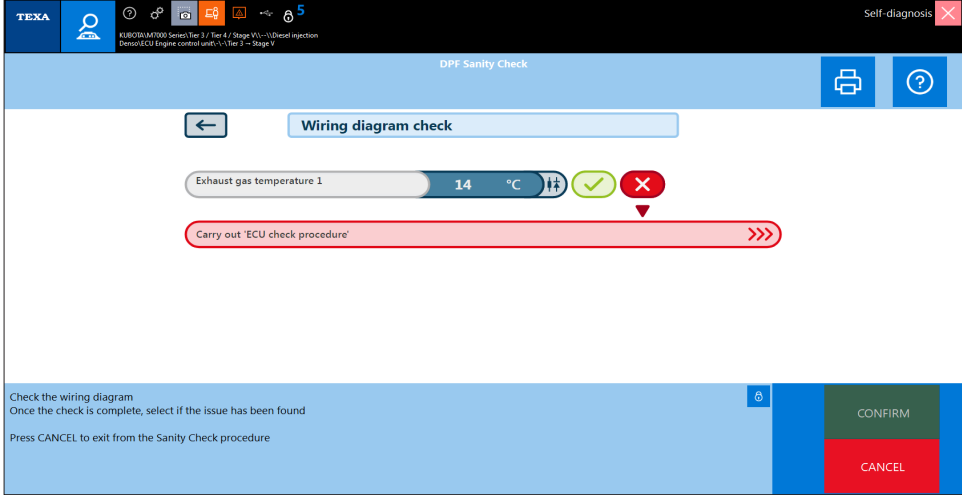 TEXA
5
Self-diagnosis
KUBOTA\M7000 Series\Tier 3 / Tier 4 / Stage V\\--\\Diesel injection
Denso\ECU Engine control unit\-\-\Tier 3 → Stage V
DPF Sanity Check
Wiring diagram check
Exhaust gas temperature 1
14 °C
Carry out 'ECU check procedure'
Check the wiring diagram
Once the check is complete, select if the issue has been found
Press CANCEL to exit from the Sanity Check procedure
CONFIRM
CANCEL